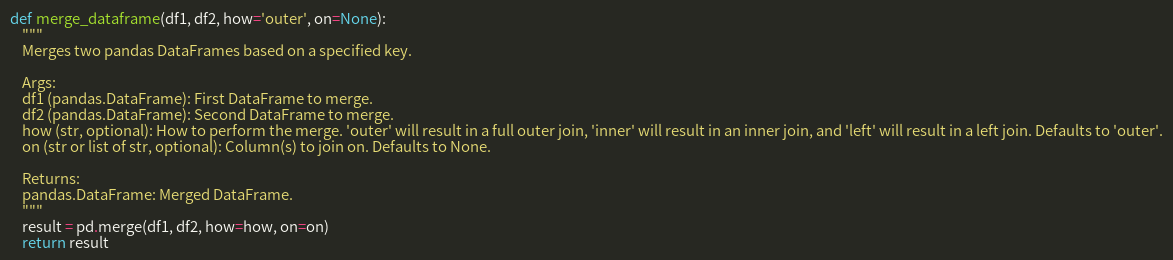 def merge_dataframe(df1, df2, how='outer', on=None):
"""
Merges two pandas DataFrames based on a specified key.
Args:
df1 (pandas.DataFrame): First DataFrame to merge.
df2 (pandas.DataFrame): Second DataFrame to merge.
how (str, optional): How to perform the merge. 'outer' will result in a full outer join, 'inner' will result in an inner join, and 'left' will result in a left join. Defaults to 'outer'.
on (str or list of str, optional): Column(s) to join on. Defaults to None.
Returns:
pandas.DataFrame: Merged DataFrame.
"""
result = pd.merge(df1, df2, how=how, on=on)
return result